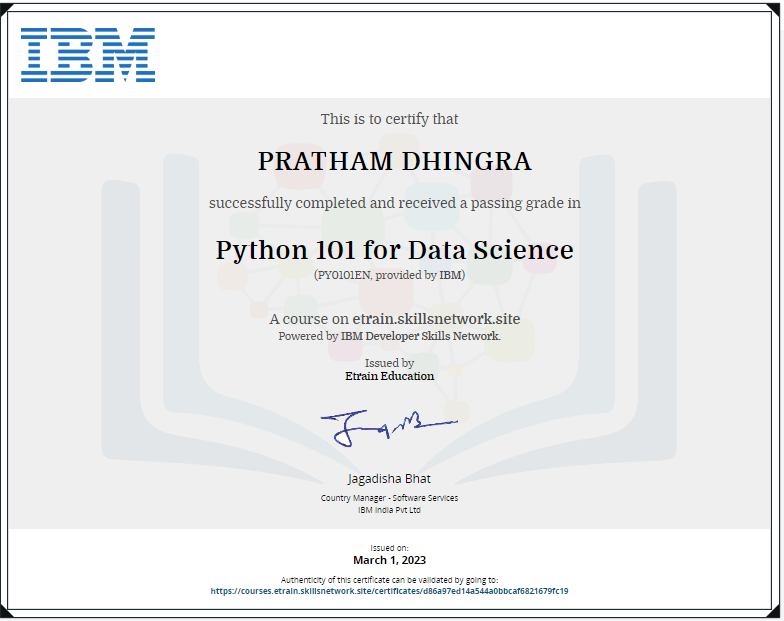 IBM
This is to certify that
PRATHAM DHINGRA
successfully completed and received a passing grade in
Python 101 for Data Science
(PY0101EN, provided by IBM)
A course on etrain.skillsnetwork.site
Powered by IBM Developer Skills Network.
Issued by
Etrain Education
Jagadisha Bhat
Country Manager - Software Services
IBM India Pvt Ltd
Issued on:
March 1, 2023
Authenticity of this certificate can be validated by going to:
https://courses.etrain.skillsnetwork.site/certificates/d86a97ed14a544a0bbcaf6821679fc19